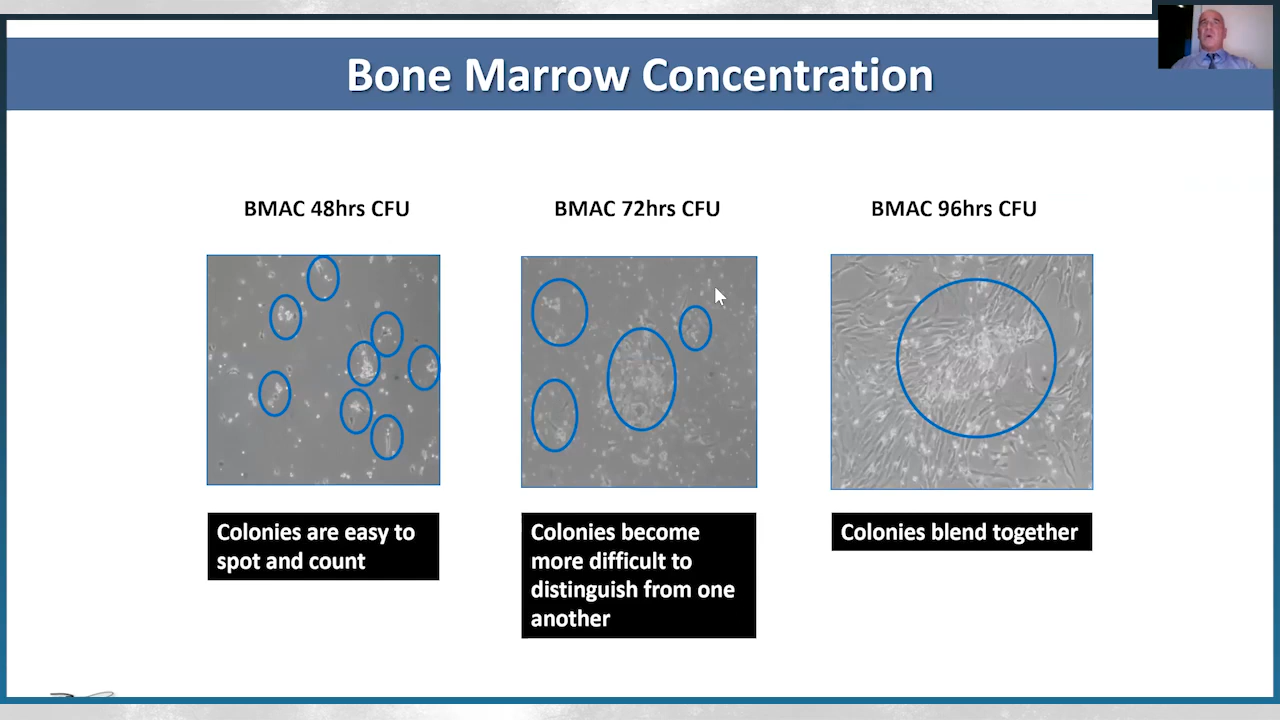 Bone Marrow Concentration
BMAC 48hrs CFU
BMAC 72hrs CFU
BMAC 96hrs CFU
Colonies are easy to
spot and count
Colonies become
more difficult to
distinguish from one
another
Colonies blend together